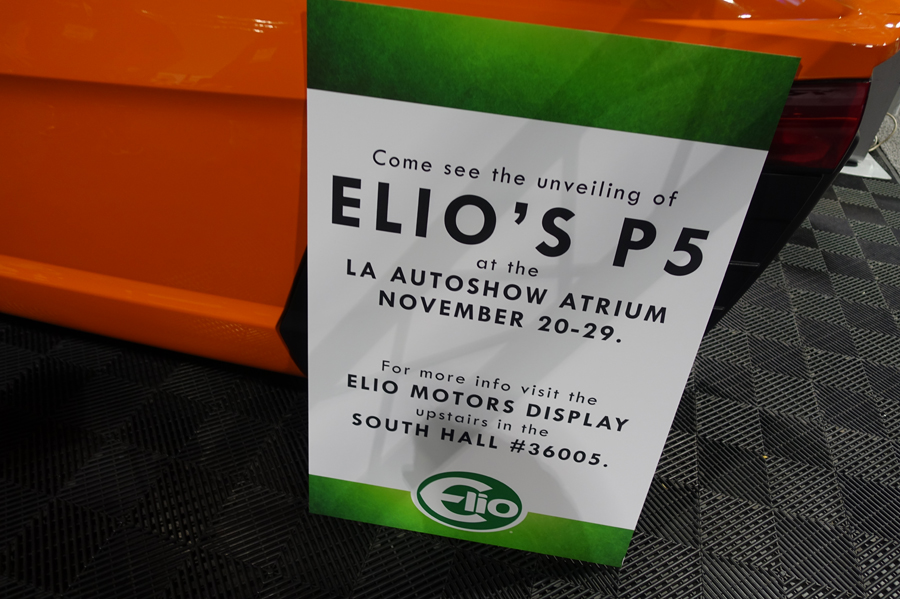 Come see the unveiling of
ELIO'S P5
at the
LA AUTOSHOW ATRIUM
NOVEMBER 20-29.
For more info visit the
ELIO MOTORS DISPLAY
upstairs in the
SOUTH HALL #36005.
Elio